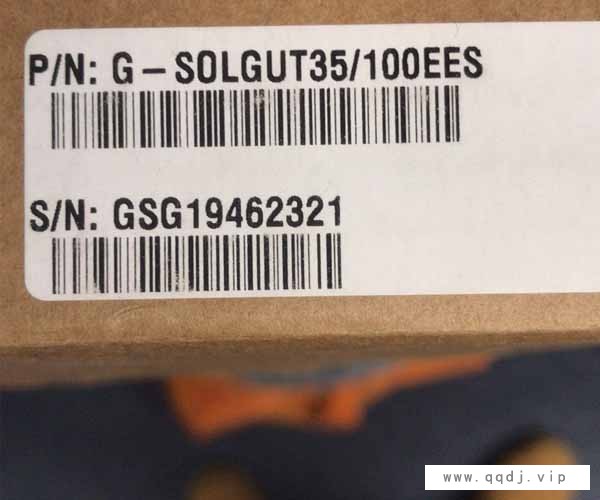 P/N: G-SOLGUT35/100EES
S/N: GSG19462321
www.qqdj.vip